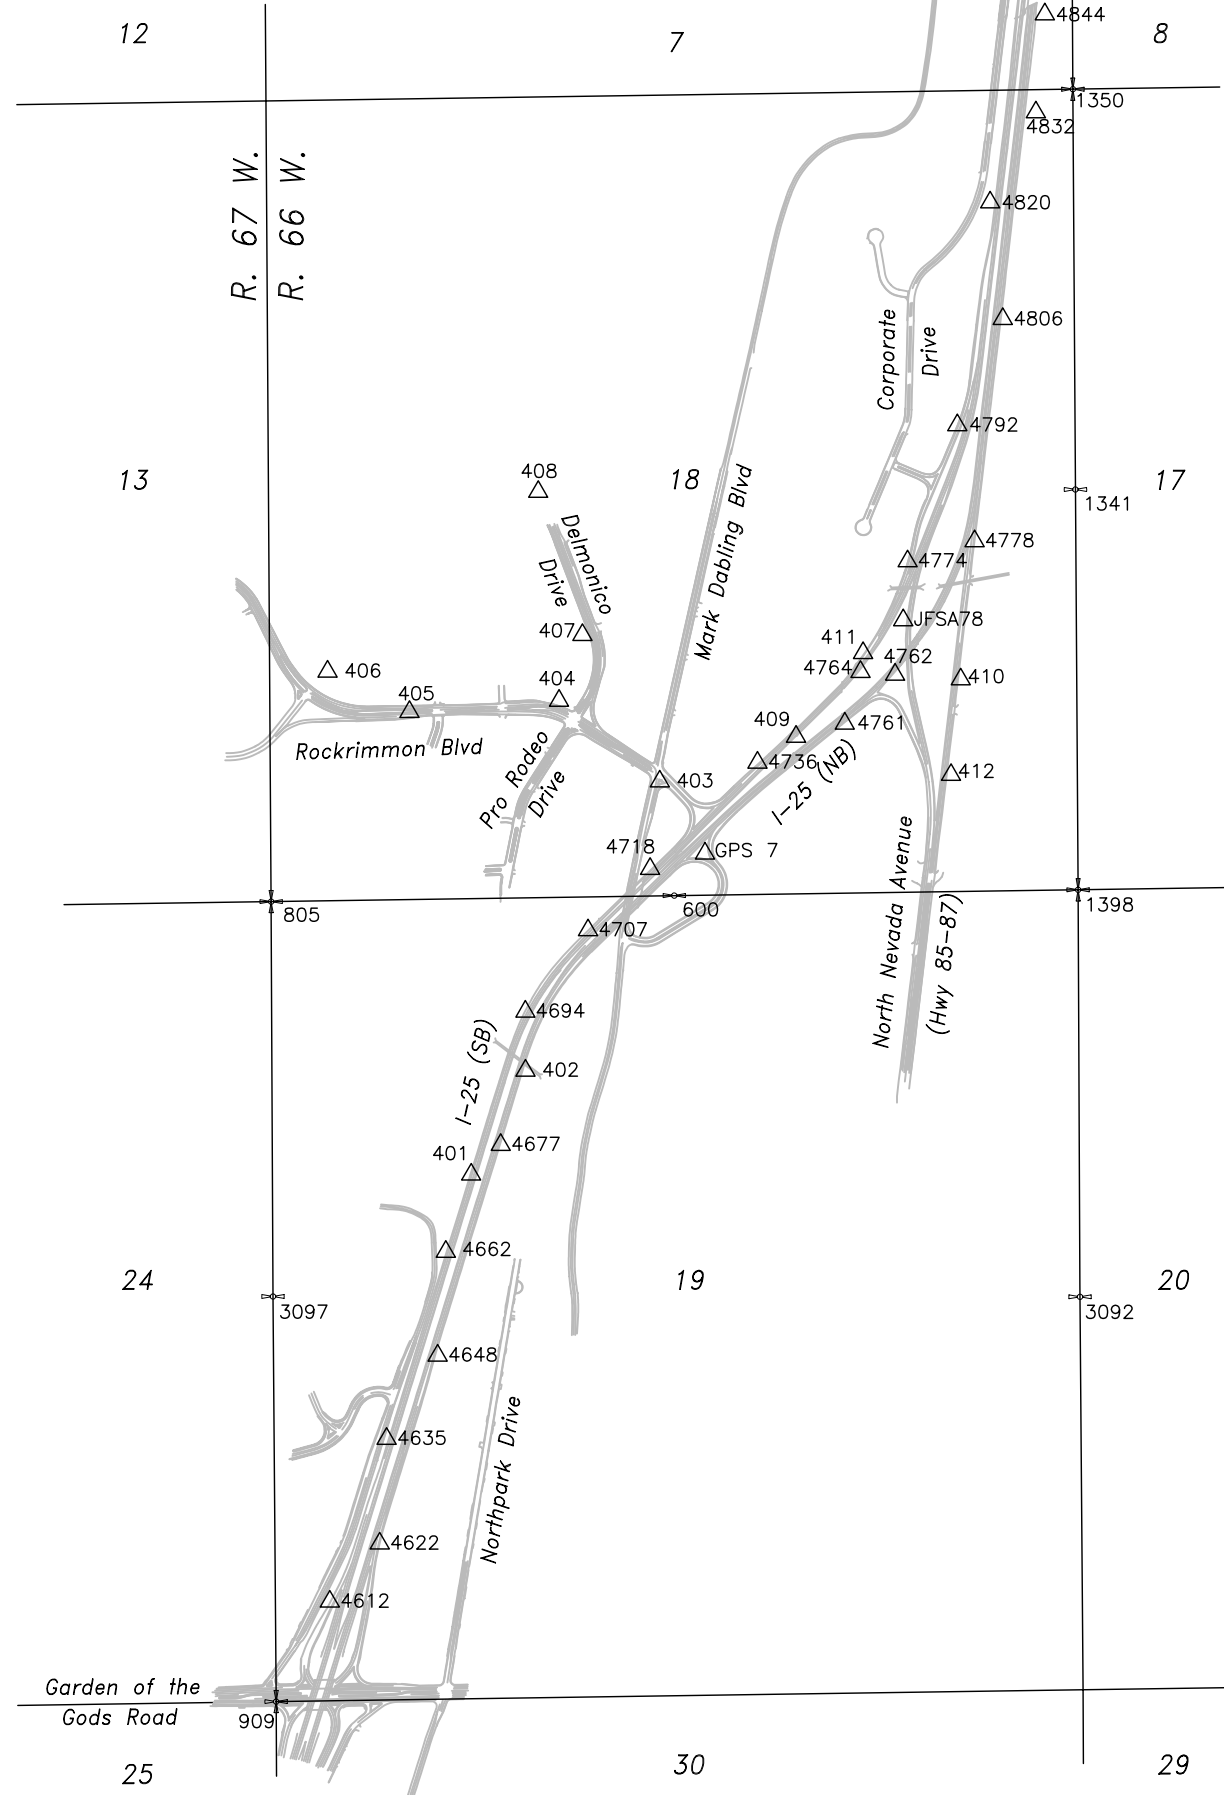 12
7
8
4844
1350
4832
R. 67 W.
R. 66 W.
4820
4806
Corporate
Drive
4792
13
408
18
17
1341
Mark Dabling Blvd
Delmonico
Drive
4778
4774
JFSA78
407
411
4764
4762
406
404
410
405
409
4761
Rockrimmon Blvd
Pro Rodeo
Drive
4736
403
I-25 (NB)
412
4718
GPS 7
North Nevada Avenue
(Hwy 85-87)
805
600
1398
4707
4694
I-25 (SB)
402
401
4677
4662
24
19
20
3097
3092
4648
Northpark Drive
4635
4622
4612
Garden of the
Gods Road
909
25
30
29